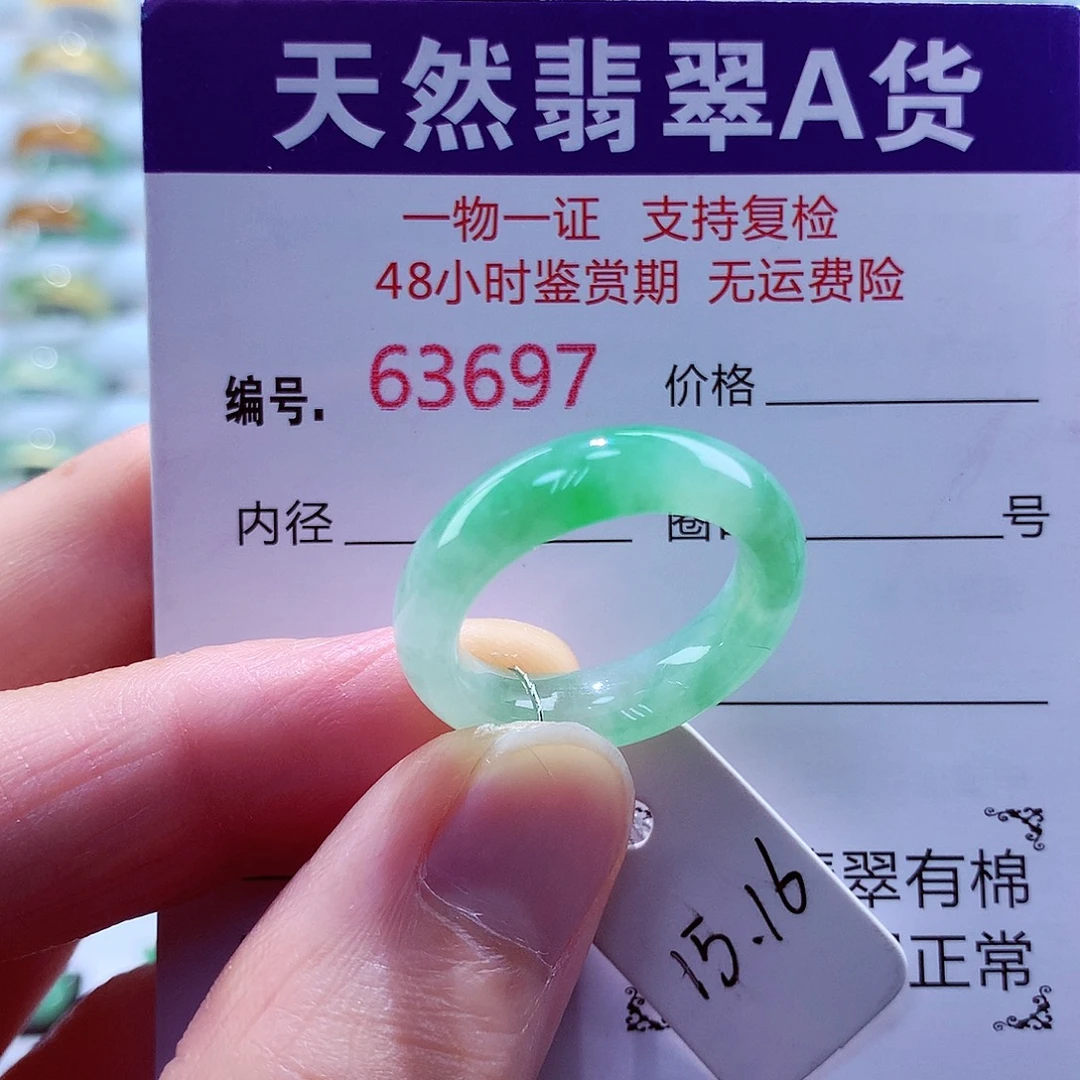 天然翡翠A货
一物一证 支持复检
48小时鉴赏期 无运费险
编号. 63697 价格
内径 圈 号
翠有棉
正常
15.16